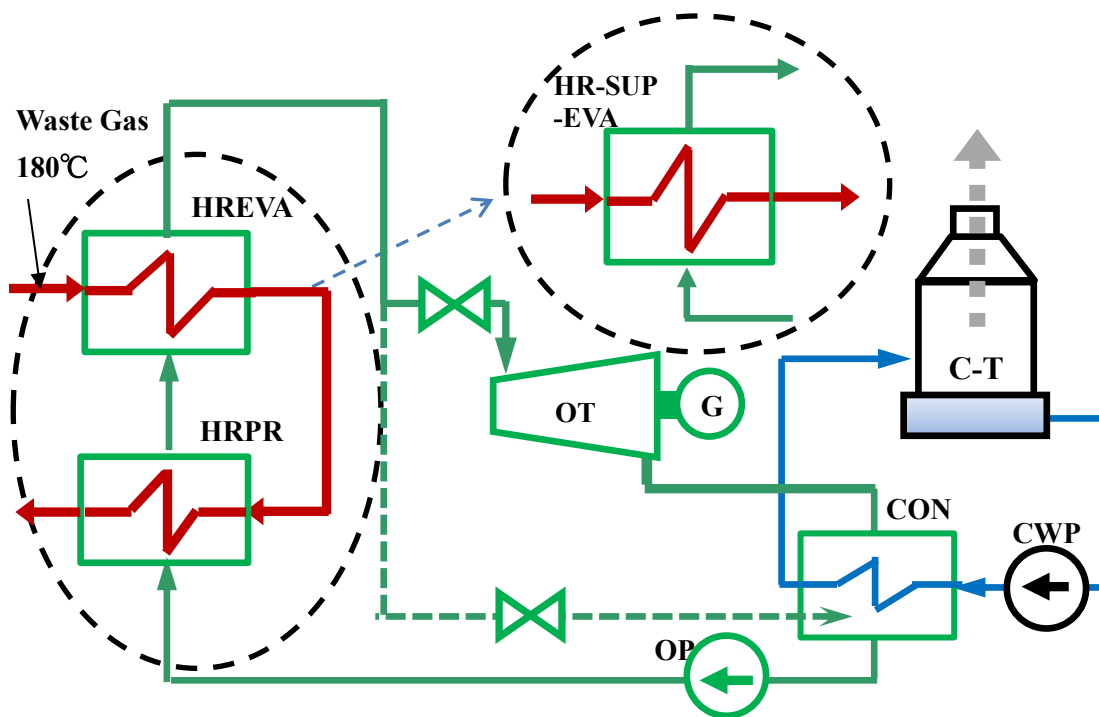 Waste Gas
180℃
HREVA
HRPR
HR-SUP
-EVA
OT
G
C-T
CON
CWP
OP